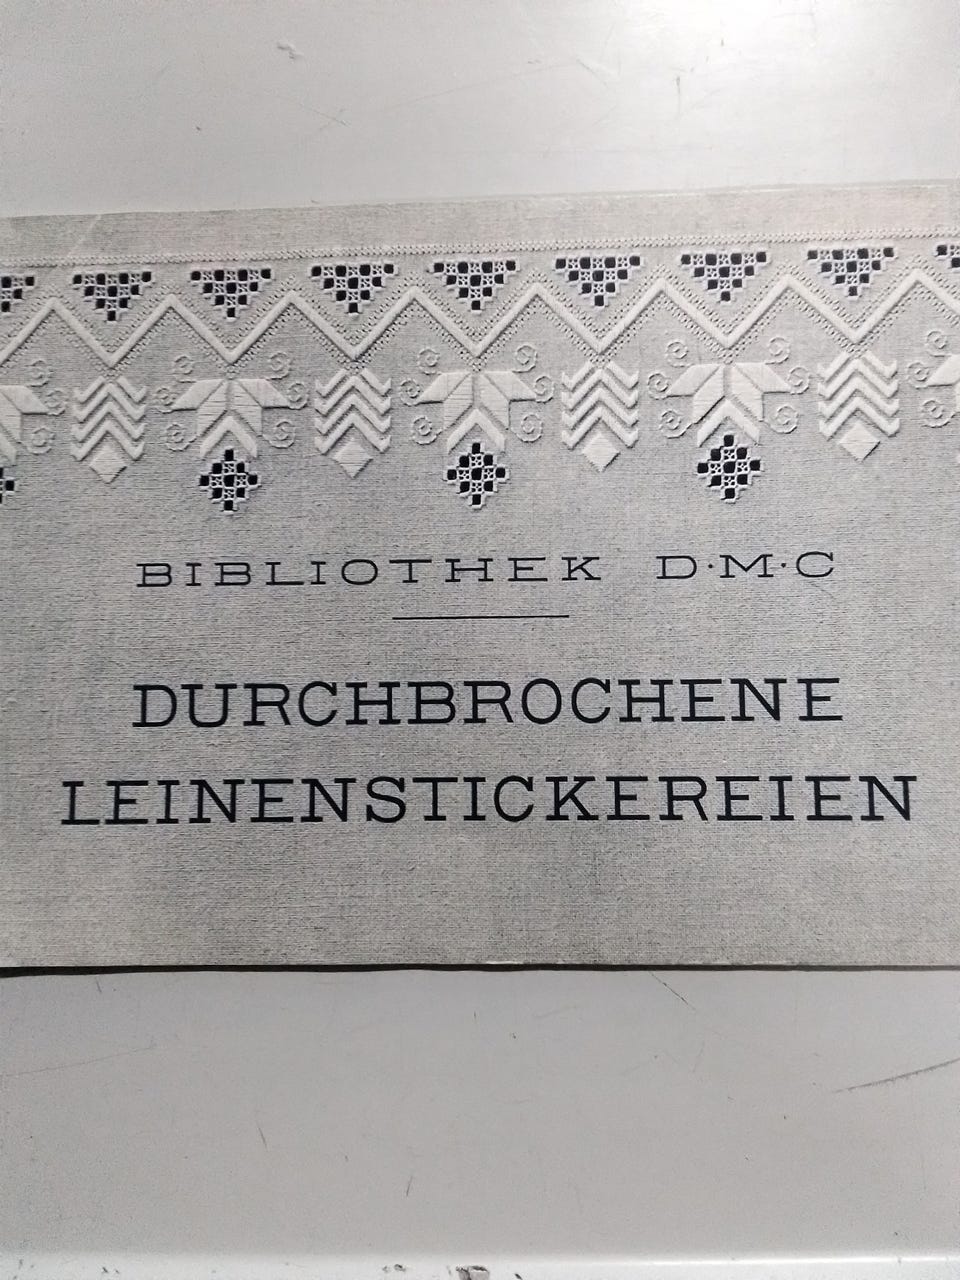 BIBLIOTHEK D·M·C
DURCHBROCHENE
LEINENSTICKEREIEN